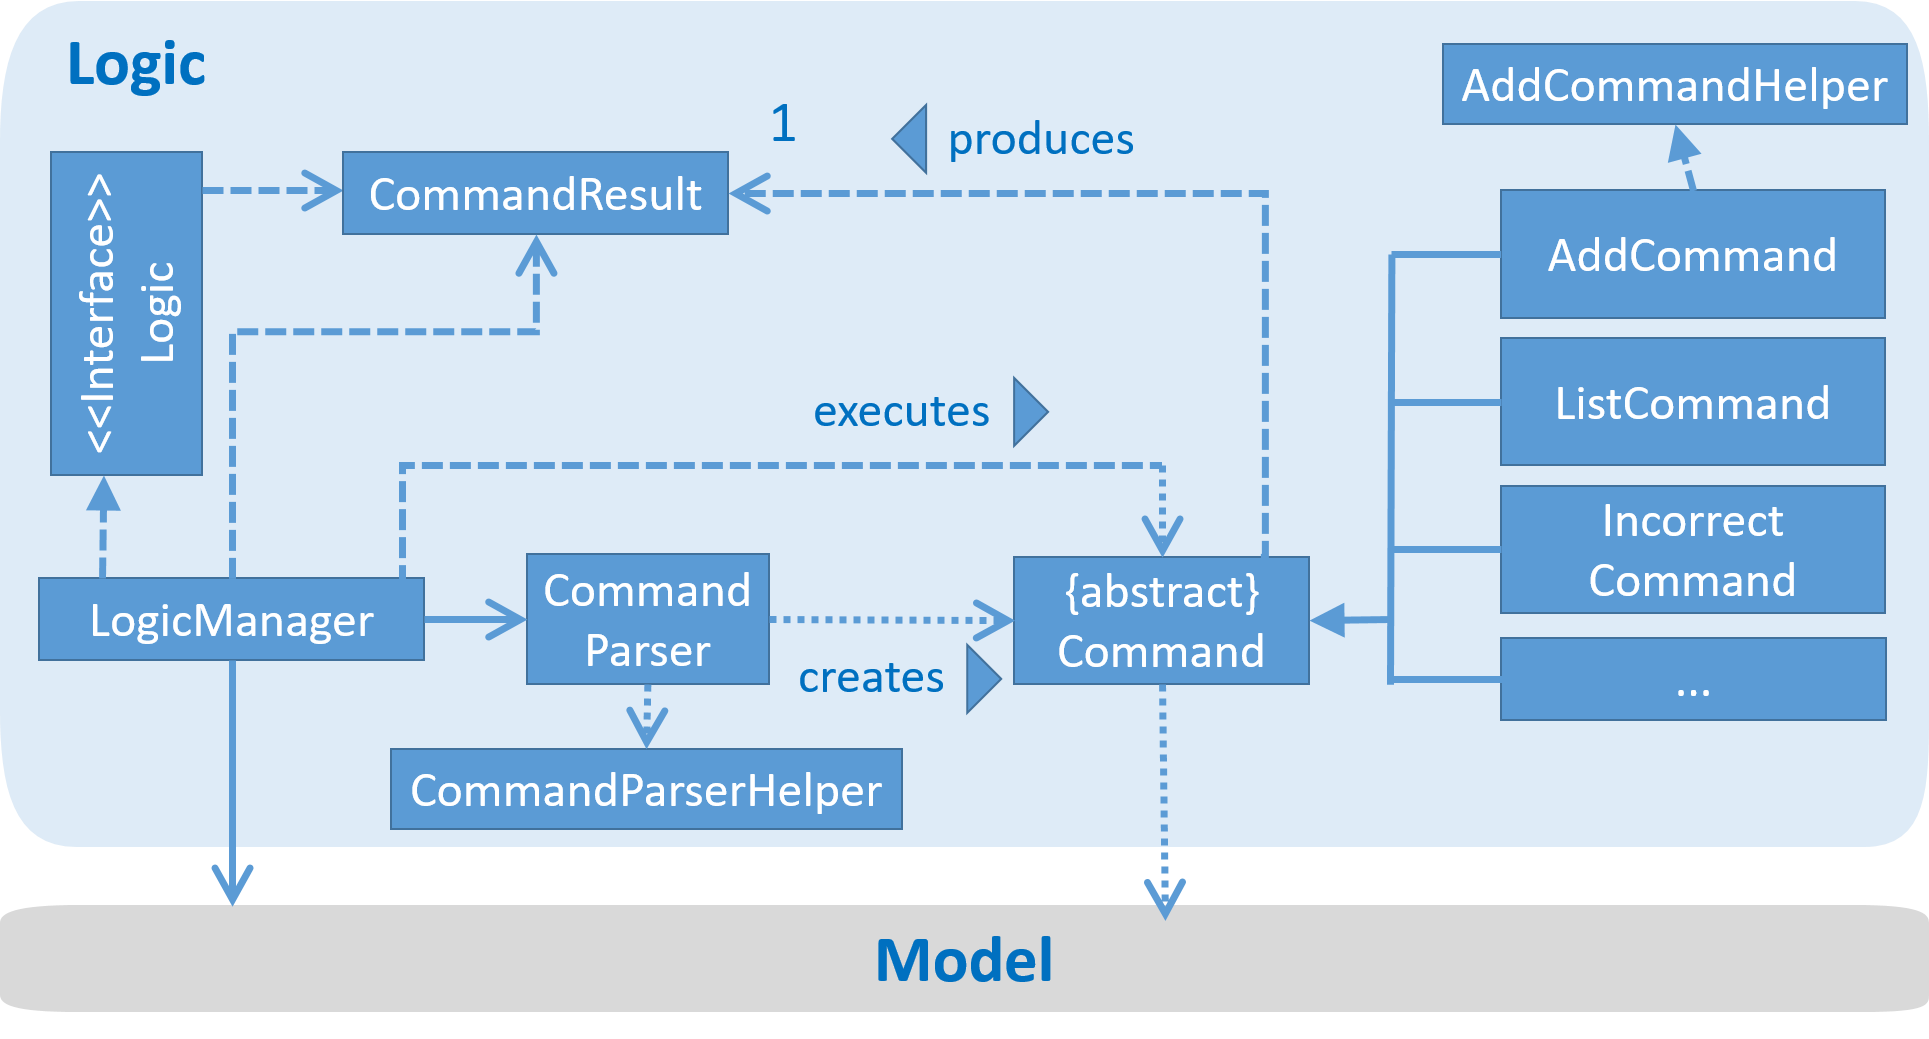 Logic
AddCommandHelper
1
produces
<<Interface>>
Logic
CommandResult
AddCommand
executes
ListCommand
Incorrect
Command
LogicManager
Command
Parser
{abstract}
Command
creates
...
CommandParserHelper
Model